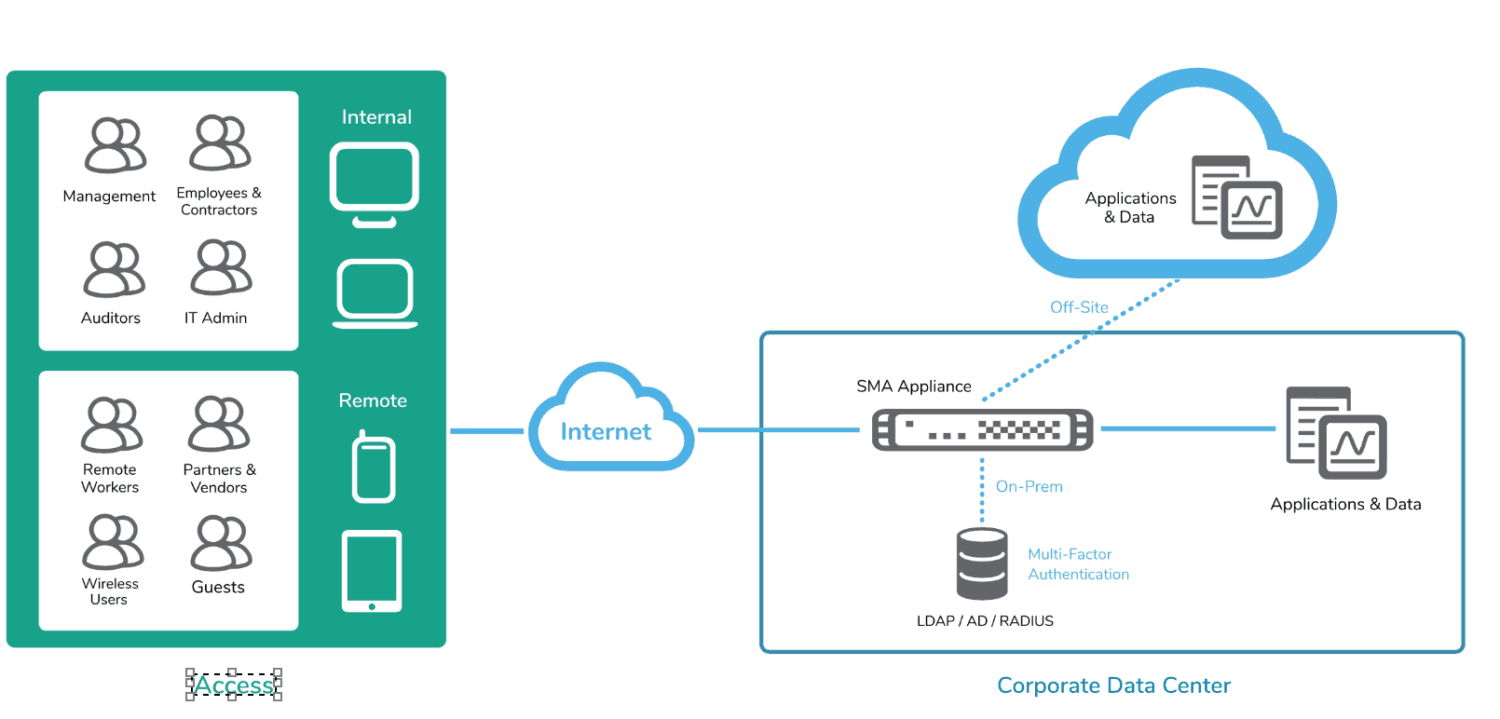 Internal
Management
Employees &
Contractors
Auditors
IT Admin
Remote
Remote
Workers
Partners &
Vendors
Wireless
Users
Guests
Access
Internet
Applications
& Data
Off-Site
SMA Appliance
On-Prem
Multi-Factor
Authentication
LDAP / AD / RADIUS
Applications & Data
Corporate Data Center